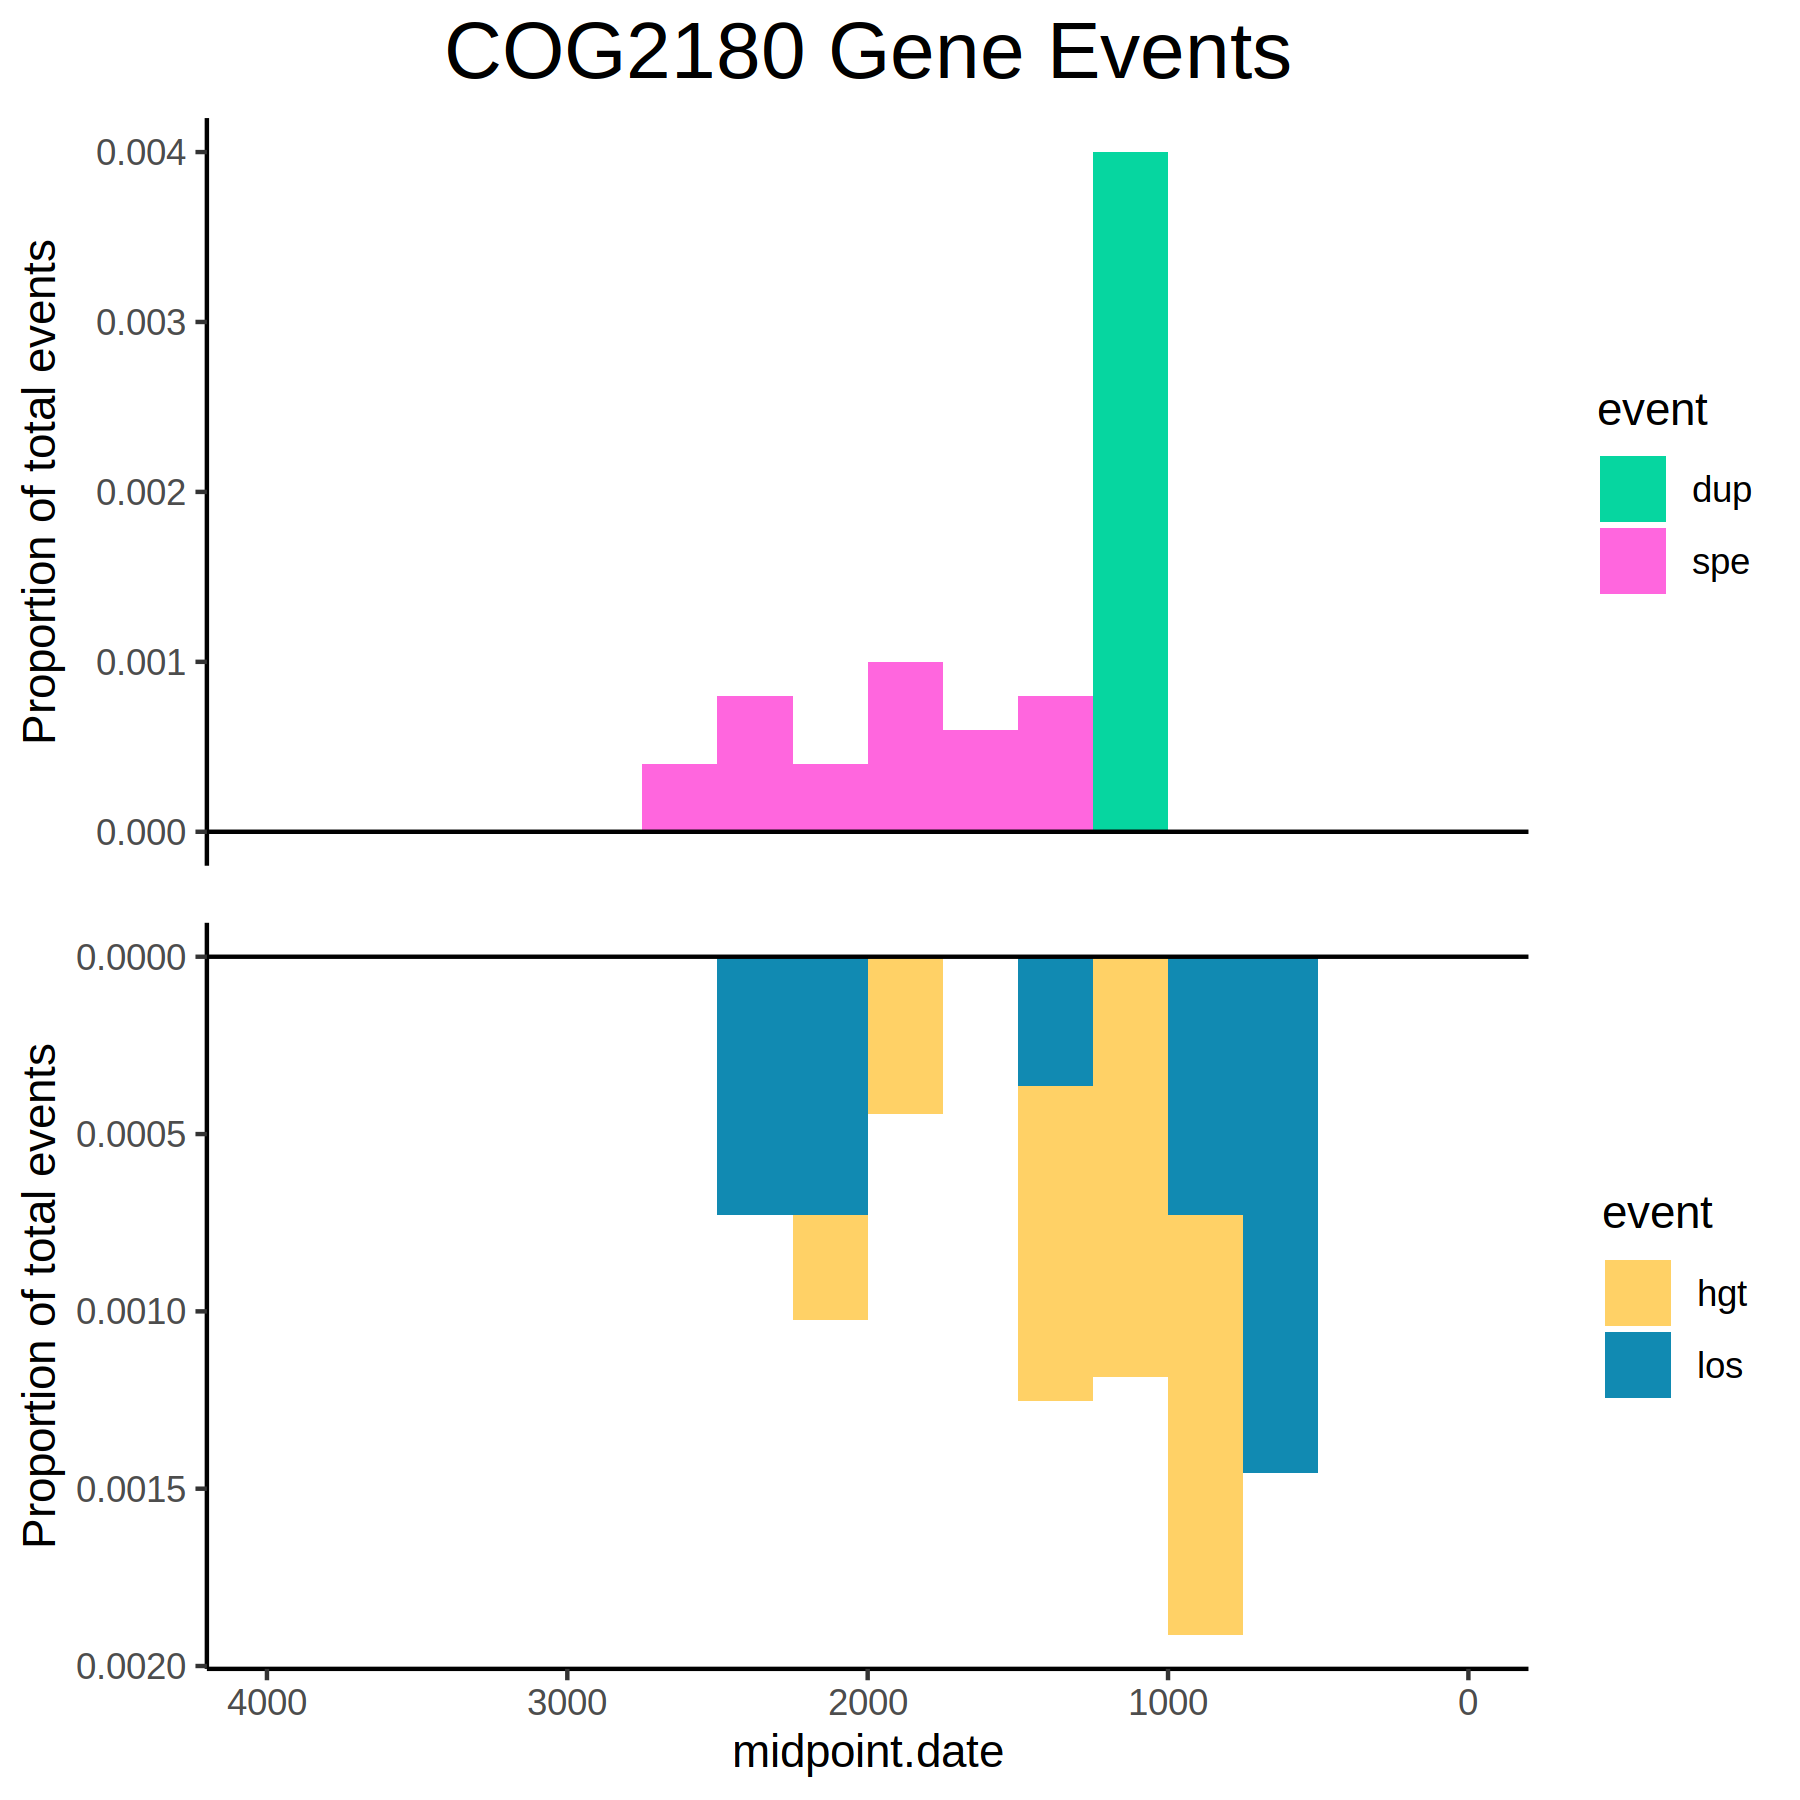 COG2180 Gene Events
Proportion of total events
0.004
0.003
0.002
0.001
0.000
event
dup
spe
Proportion of total events
0.0000
0.0005
0.0010
0.0015
0.0020
event
hgt
los
4000 3000 2000 1000 0
midpoint.date